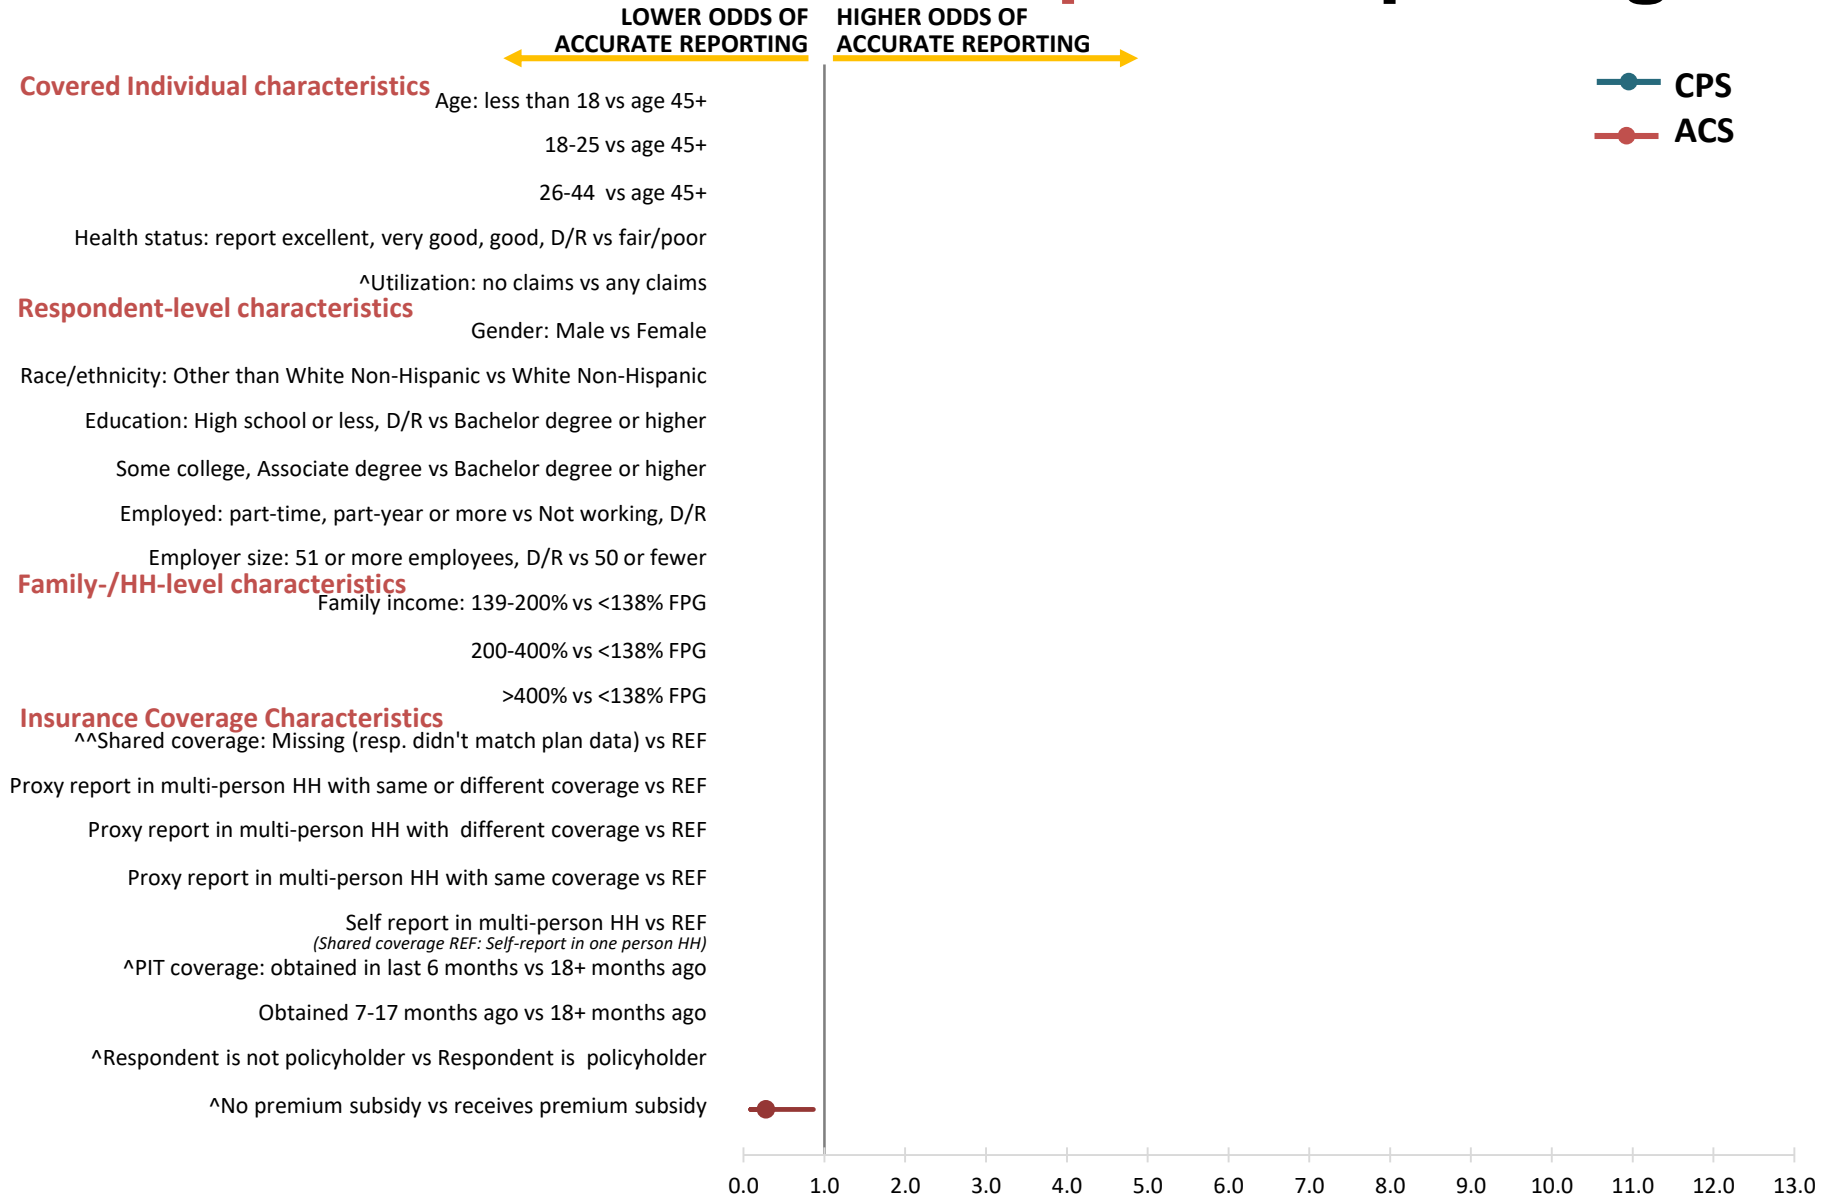 LOWER ODDS OF
ACCURATE REPORTING
HIGHER ODDS OF
ACCURATE REPORTING
CPS
ACS
Covered Individual characteristics
Age: less than 18 vs age 45+
18-25 vs age 45+
26-44 vs age 45+
Health status: report excellent, very good, good, D/R vs fair/poor
^Utilization: no claims vs any claims
Respondent-level characteristics
Gender: Male vs Female
Race/ethnicity: Other than White Non-Hispanic vs White Non-Hispanic
Education: High school or less, D/R vs Bachelor degree or higher
Some college, Associate degree vs Bachelor degree or higher
Employed: part-time, part-year or more vs Not working, D/R
Employer size: 51 or more employees, D/R vs 50 or fewer
Family-/HH-level characteristics
Family income: 139-200% vs <138% FPG
200-400% vs <138% FPG
>400% vs <138% FPG
Insurance Coverage Characteristics
^^Shared coverage: Missing (resp. didn't match plan data) vs REF
Proxy report in multi-person HH with same or different coverage vs REF
Proxy report in multi-person HH with different coverage vs REF
Proxy report in multi-person HH with same coverage vs REF
Self report in multi-person HH vs REF
(Shared coverage REF: Self-report in one person HH)
^PIT coverage: obtained in last 6 months vs 18+ months ago
Obtained 7-17 months ago vs 18+ months ago
^Respondent is not policyholder vs Respondent is policyholder
^No premium subsidy vs receives premium subsidy
0.0 1.0 2.0 3.0 4.0 5.0 6.0 7.0 8.0 9.0 10.0 11.0 12.0 13.0